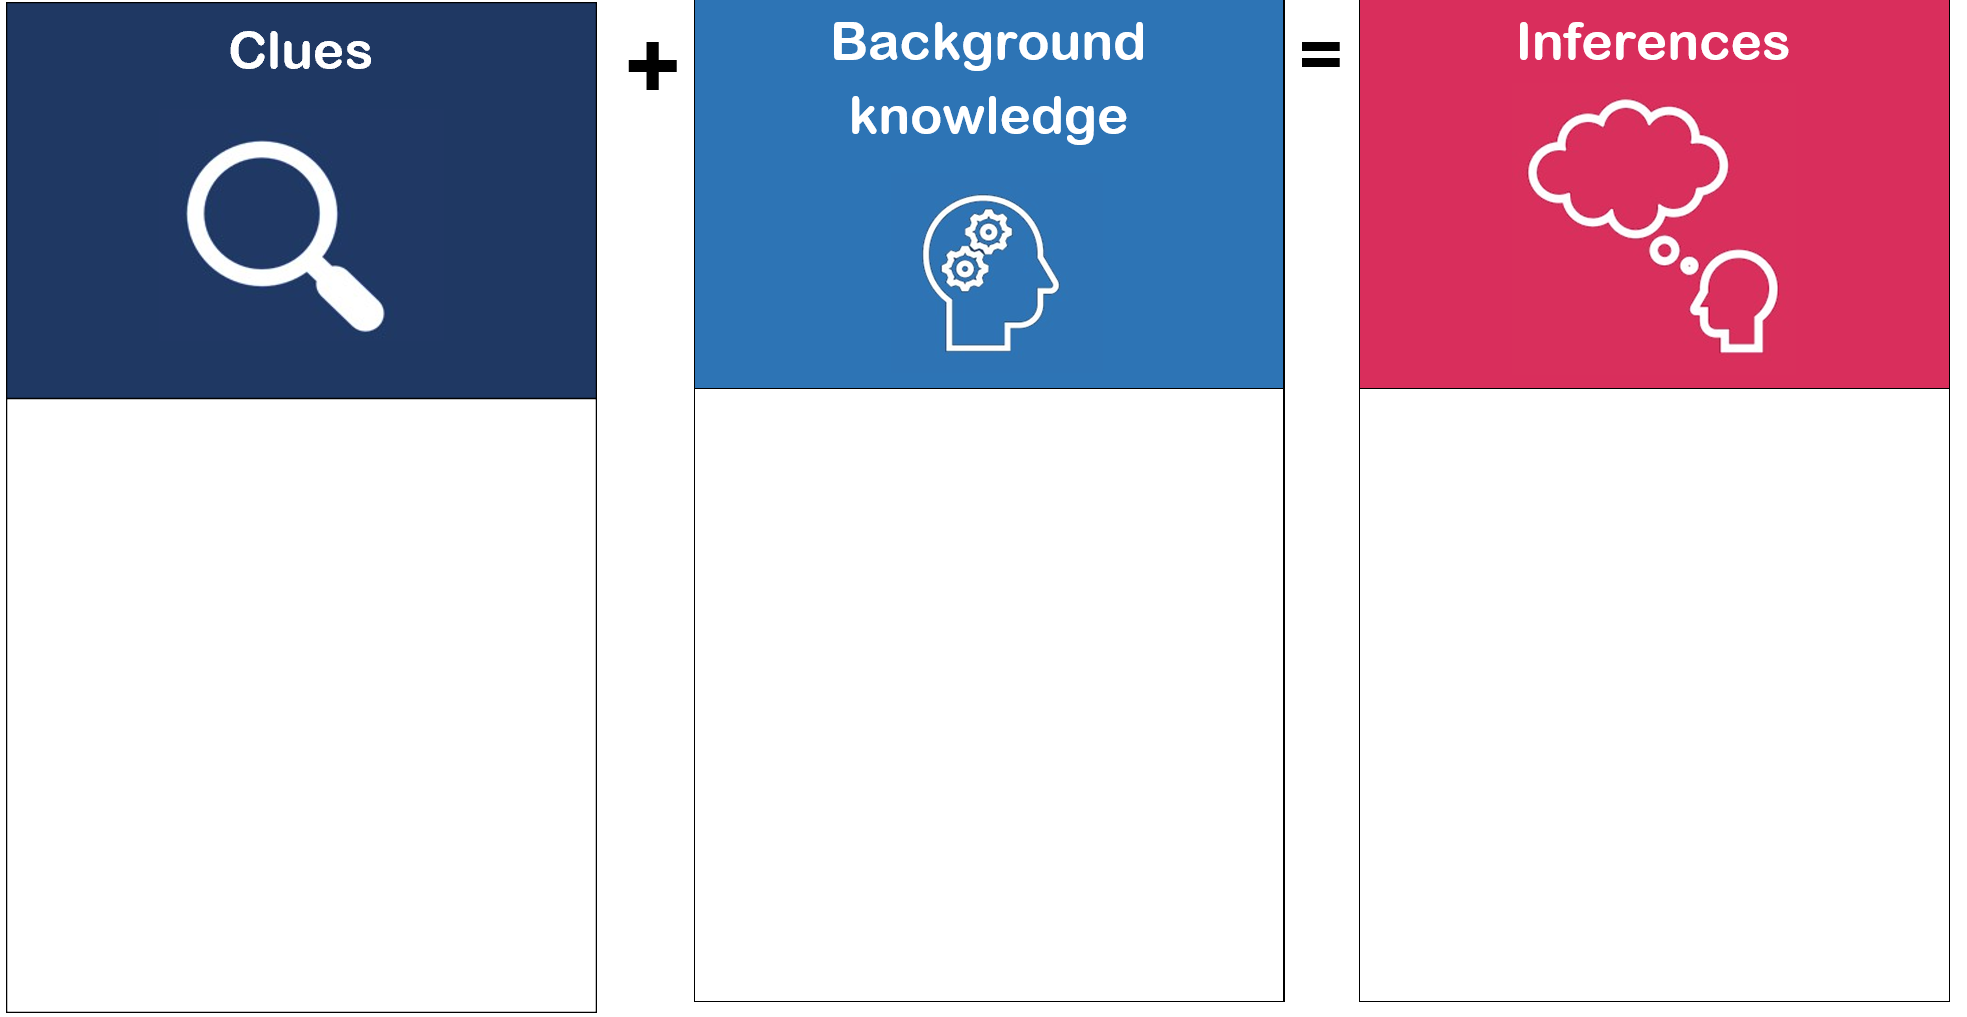 Clues
+
Background
knowledge
=
Inferences